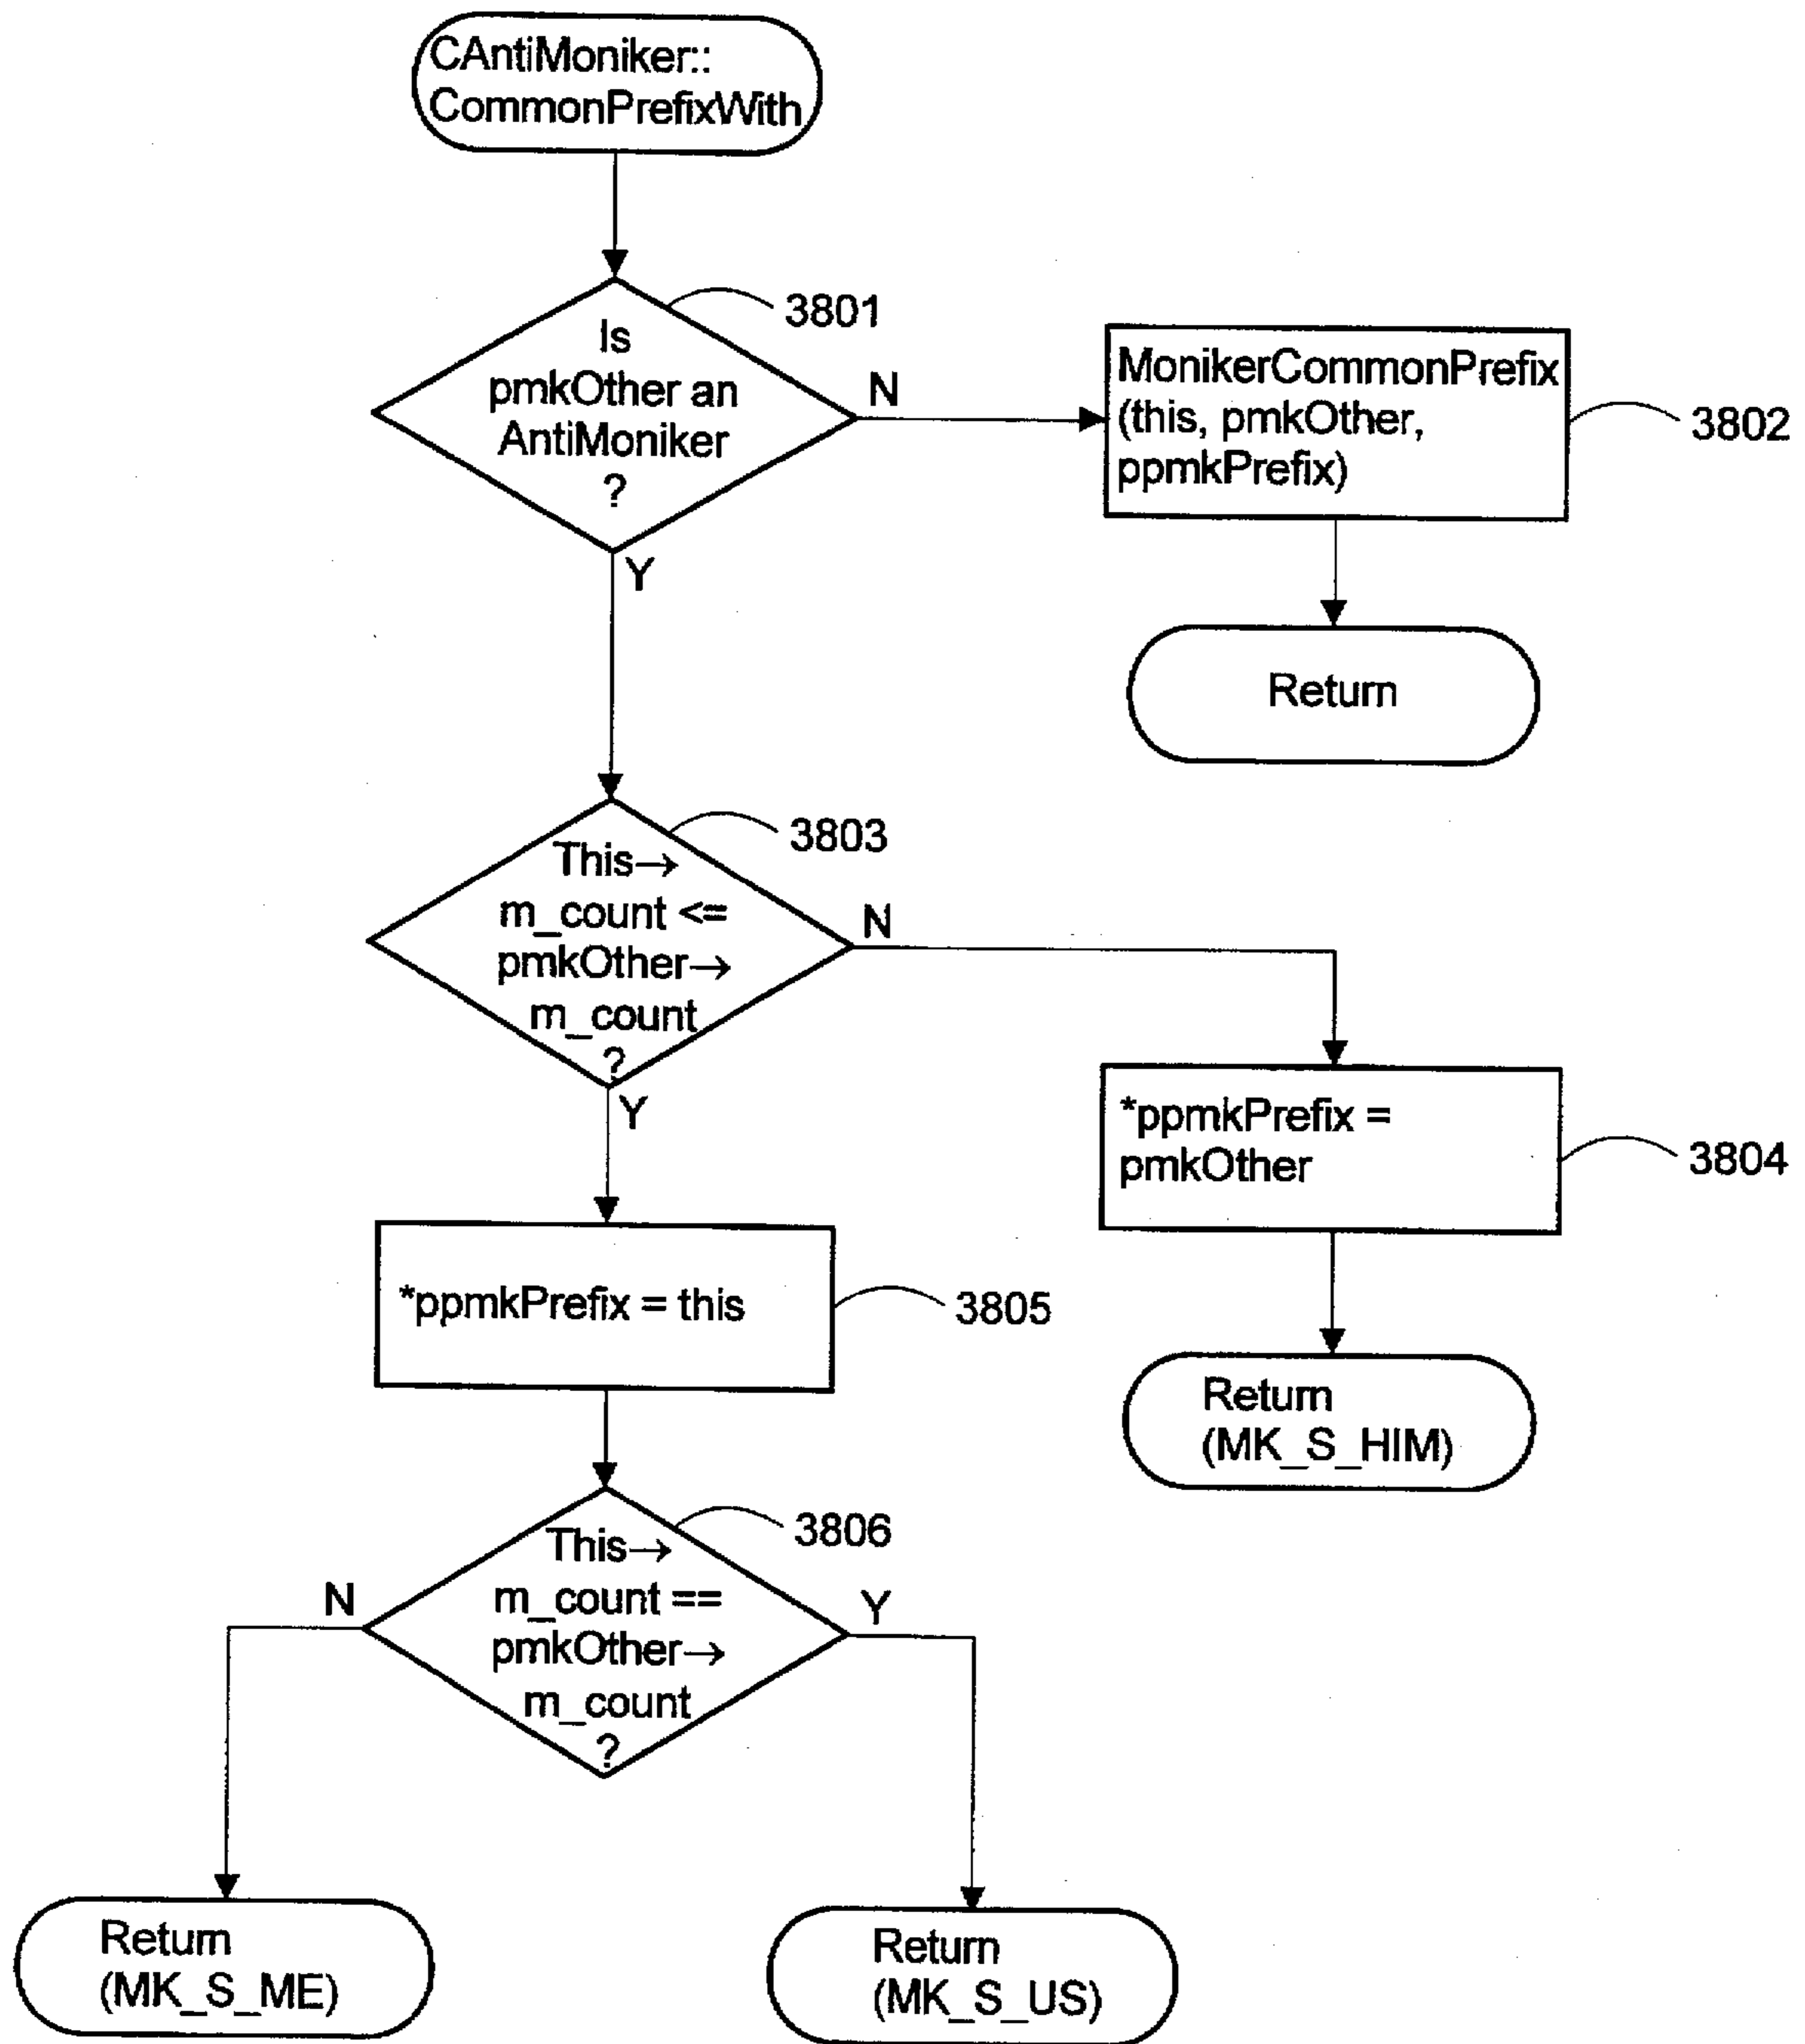 CAntiMoniker::
CommonPrefixWith
3801
Is
pmkOther an
AntiMoniker
?
N
Y
MonikerCommonPrefix
(this, pmkOther,
ppmkPrefix)
3802
Return
3803
This→
m_count <=
pmkOther→
m_count
?
N
Y
*ppmkPrefix =
pmkOther
3804
*ppmkPrefix = this
3805
Return
(MK_S_HIM)
3806
This→
m_count ==
pmkOther→
m_count
?
N
Y
Return
(MK_S_ME)
Return
(MK_S_US)